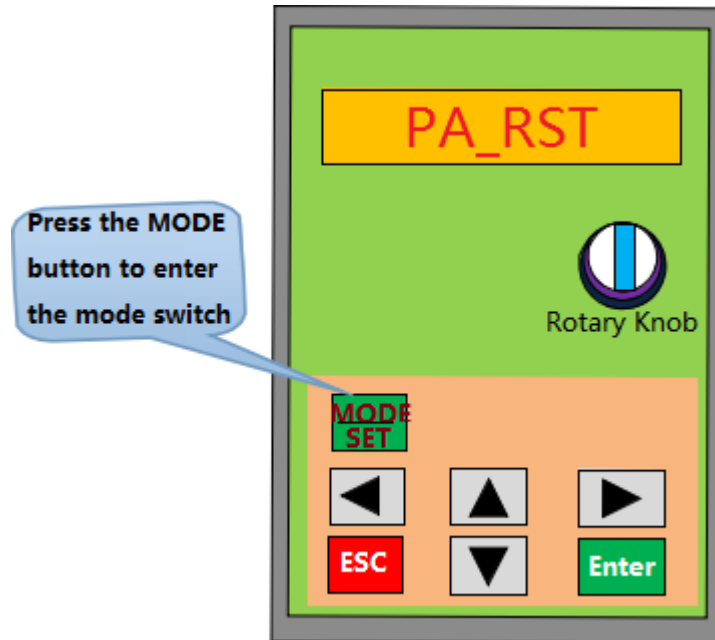 PA_RST
Press the MODE
button to enter
the mode switch
Rotary Knob
MODE
SET
ESC
Enter